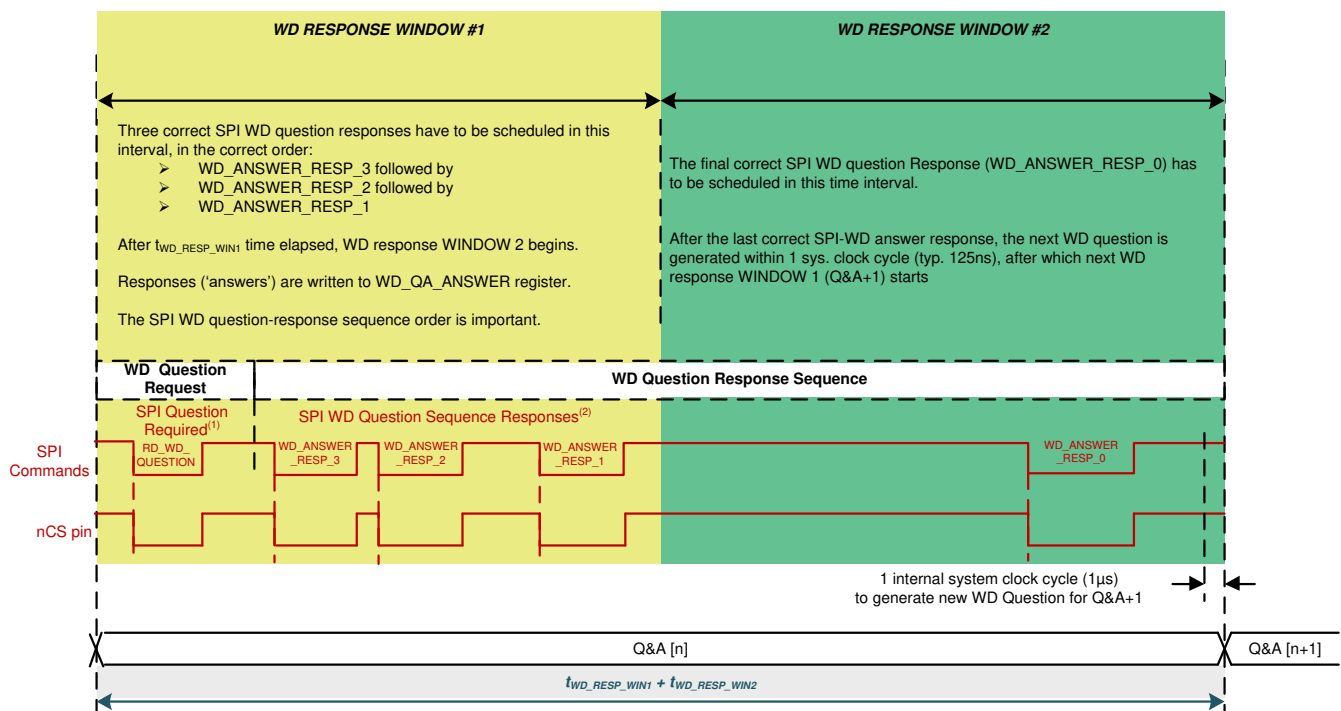 WD RESPONSE WINDOW #1
WD RESPONSE WINDOW #2
Three correct SPI WD question responses have to be scheduled in this
interval, in the correct order:
➢ WD_ANSWER_RESP_3 followed by
➢ WD_ANSWER_RESP_2 followed by
➢ WD_ANSWER_RESP_1
After tWD_RESP_WIN1 time elapsed, WD response WINDOW 2 begins.
Responses (‘answers’) are written to WD_QA_ANSWER register.
The SPI WD question-response sequence order is important.
The final correct SPI WD question Response (WD_ANSWER_RESP_0) has
to be scheduled in this time interval.
After the last correct SPI-WD answer response, the next WD question is
generated within 1 sys. clock cycle (typ. 125ns), after which next WD
response WINDOW 1 (Q&A+1) starts
WD Question
Request
WD Question Response Sequence
SPI Question
Required(1)
SPI WD Question Sequence Responses(2)
SPI
Commands
RD_WD_
QUESTION
WD_ANSWER
_RESP_3
WD_ANSWER
_RESP_2
WD_ANSWER
_RESP_1
WD_ANSWER
_RESP_0
nCS pin
1 internal system clock cycle (1µs)
to generate new WD Question for Q&A+1
Q&A [n]
Q&A [n+1]
tWD_RESP_WIN1 + tWD_RESP_WIN2